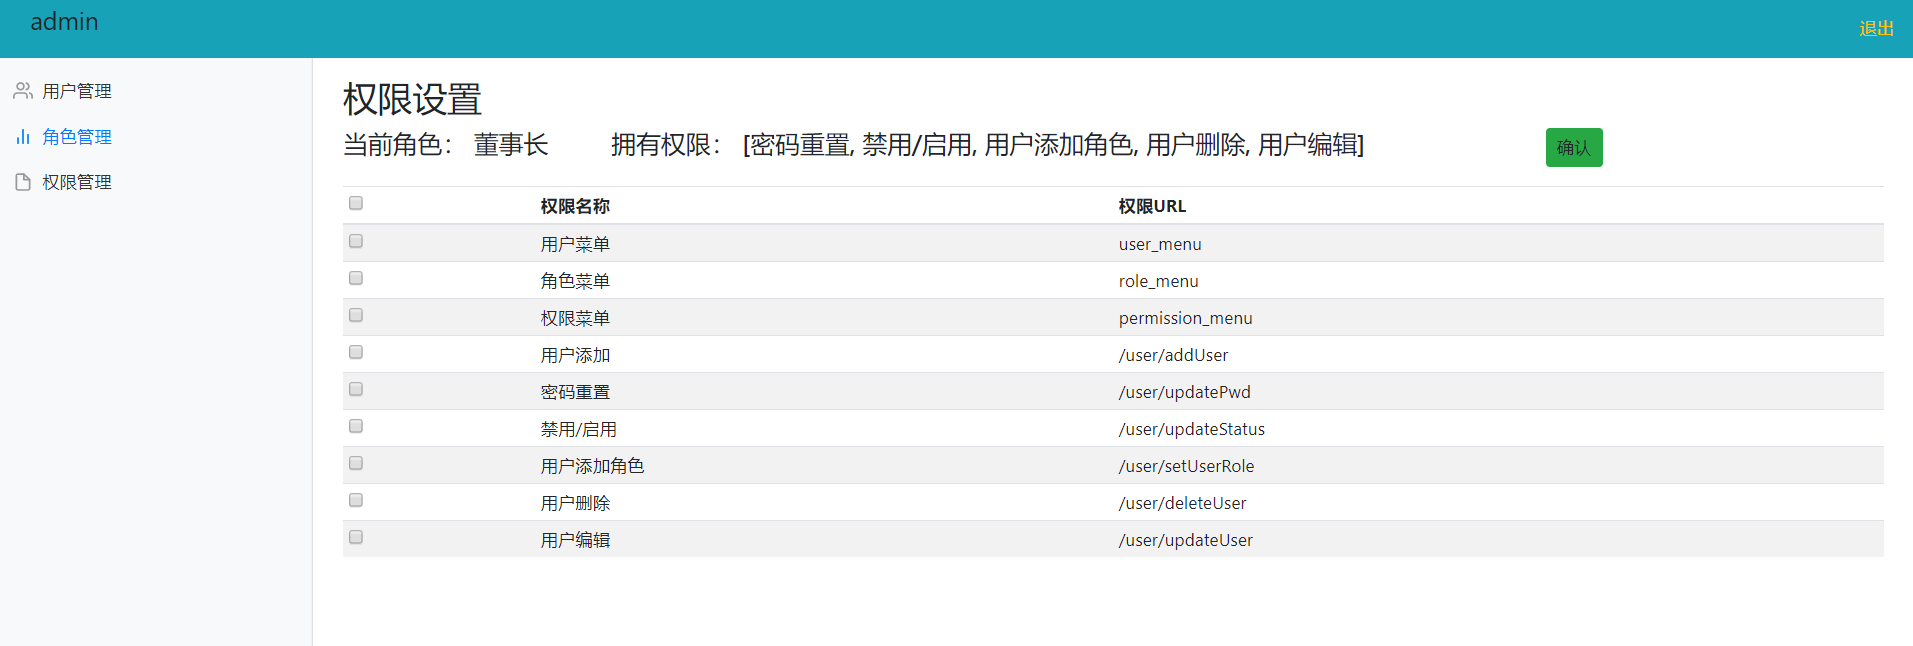 admin
退出
用户管理
角色管理
权限管理
权限设置
当前角色： 董事长 拥有权限： [密码重置, 禁用/启用, 用户添加角色, 用户删除, 用户编辑] 确认
权限名称 权限URL
用户菜单 user_menu
角色菜单 role_menu
权限菜单 permission_menu
用户添加 /user/addUser
密码重置 /user/updatePwd
禁用/启用 /user/updateStatus
用户添加角色 /user/setUserRole
用户删除 /user/deleteUser
用户编辑 /user/updateUser